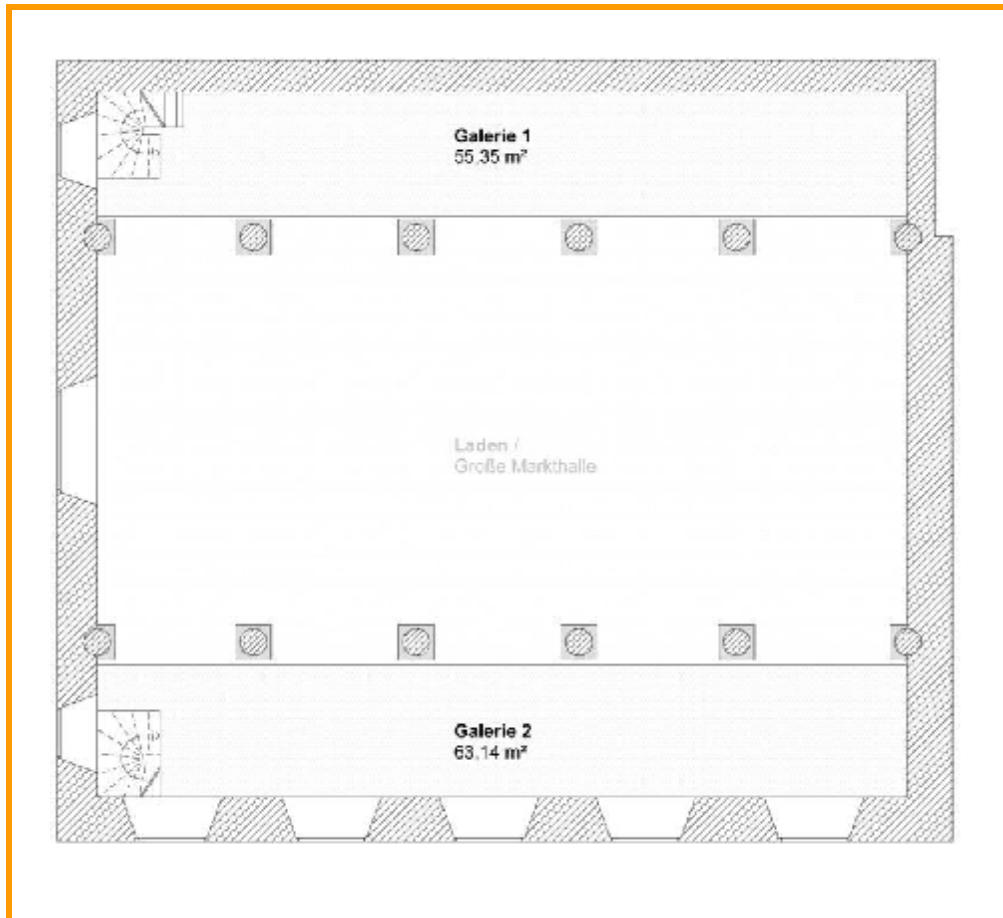 Galerie 1
55,35 m²
Laden /
Große Markthalle
Galerie 2
63,14 m²